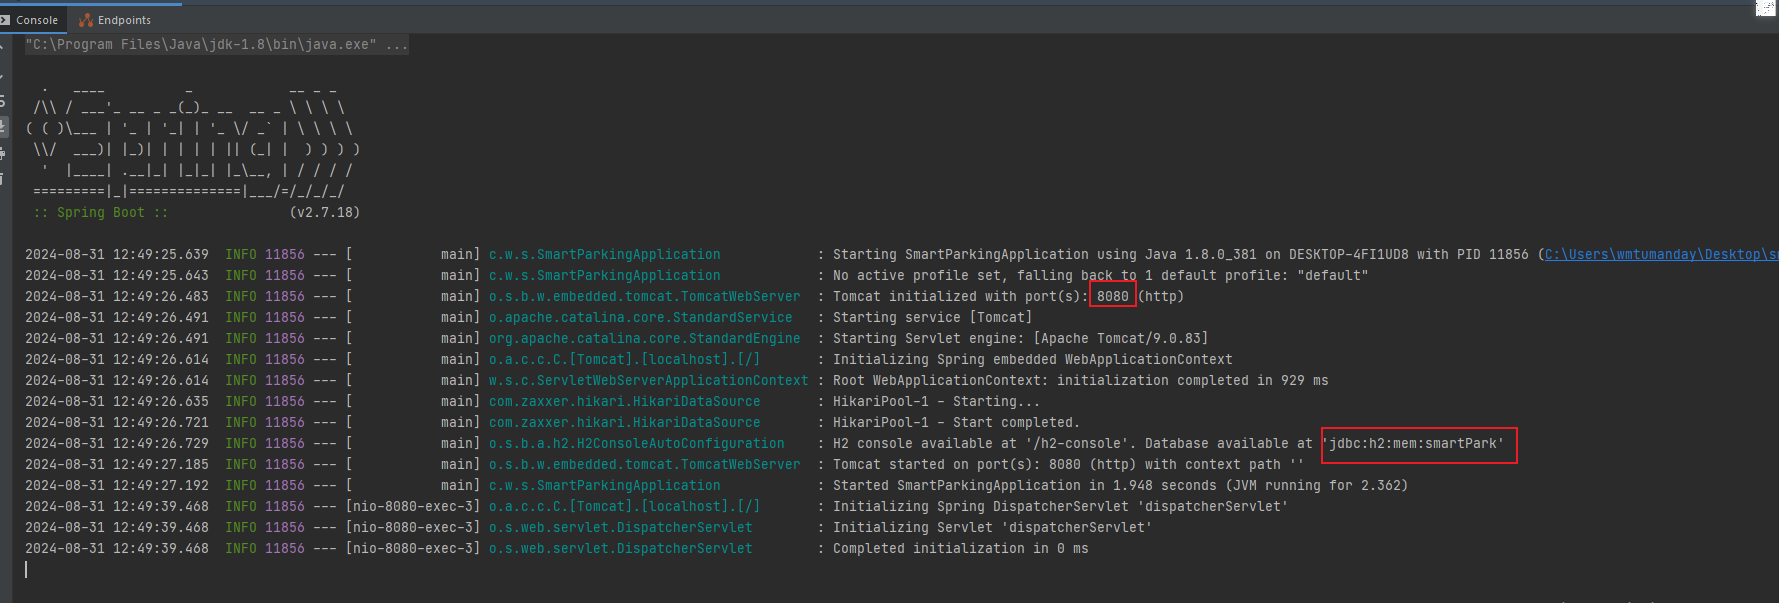 Console Endpoints
"C:\Program Files\Java\jdk-1.8\bin\java.exe" ...
  .   ____          _            __ _ _
 /\\ / ___'_ __ _ _(_)_ __  __ _ \ \ \ \
( ( )\___ | '_ | '_| | '_ \/ _` | \ \ \ \
 \\/  ___)| |_)| | | | | || (_| |  ) ) ) )
  '  |____| .__|_| |_|_| |_\__, | / / / /
 =========|_|==============|___/=/_/_/_/
 :: Spring Boot ::               (v2.7.18)
2024-08-31 12:49:25.639  INFO 11856 --- [           main] c.w.s.SmartParkingApplication            : Starting SmartParkingApplication using Java 1.8.0_381 on DESKTOP-4FI1UD8 with PID 11856 (C:\Users\wmtumanday\Desktop\s
2024-08-31 12:49:25.643  INFO 11856 --- [           main] c.w.s.SmartParkingApplication            : No active profile set, falling back to 1 default profile: "default"
2024-08-31 12:49:26.483  INFO 11856 --- [           main] o.s.b.w.embedded.tomcat.TomcatWebServer  : Tomcat initialized with port(s): 8080 (http)
2024-08-31 12:49:26.491  INFO 11856 --- [           main] o.apache.catalina.core.StandardService   : Starting service [Tomcat]
2024-08-31 12:49:26.491  INFO 11856 --- [           main] org.apache.catalina.core.StandardEngine  : Starting Servlet engine: [Apache Tomcat/9.0.83]
2024-08-31 12:49:26.614  INFO 11856 --- [           main] o.a.c.c.C.[Tomcat].[localhost].[/]       : Initializing Spring embedded WebApplicationContext
2024-08-31 12:49:26.614  INFO 11856 --- [           main] w.s.c.ServletWebServerApplicationContext : Root WebApplicationContext: initialization completed in 929 ms
2024-08-31 12:49:26.635  INFO 11856 --- [           main] com.zaxxer.hikari.HikariDataSource       : HikariPool-1 - Starting...
2024-08-31 12:49:26.721  INFO 11856 --- [           main] com.zaxxer.hikari.HikariDataSource       : HikariPool-1 - Start completed.
2024-08-31 12:49:26.729  INFO 11856 --- [           main] o.s.b.a.h2.H2ConsoleAutoConfiguration    : H2 console available at '/h2-console'. Database available at 'jdbc:h2:mem:smartPark'
2024-08-31 12:49:27.185  INFO 11856 --- [           main] o.s.b.w.embedded.tomcat.TomcatWebServer  : Tomcat started on port(s): 8080 (http) with context path ''
2024-08-31 12:49:27.192  INFO 11856 --- [           main] c.w.s.SmartParkingApplication            : Started SmartParkingApplication in 1.948 seconds (JVM running for 2.362)
2024-08-31 12:49:39.468  INFO 11856 --- [nio-8080-exec-3] o.a.c.c.C.[Tomcat].[localhost].[/]       : Initializing Spring DispatcherServlet 'dispatcherServlet'
2024-08-31 12:49:39.468  INFO 11856 --- [nio-8080-exec-3] o.s.web.servlet.DispatcherServlet        : Initializing Servlet 'dispatcherServlet'
2024-08-31 12:49:39.468  INFO 11856 --- [nio-8080-exec-3] o.s.web.servlet.DispatcherServlet        : Completed initialization in 0 ms